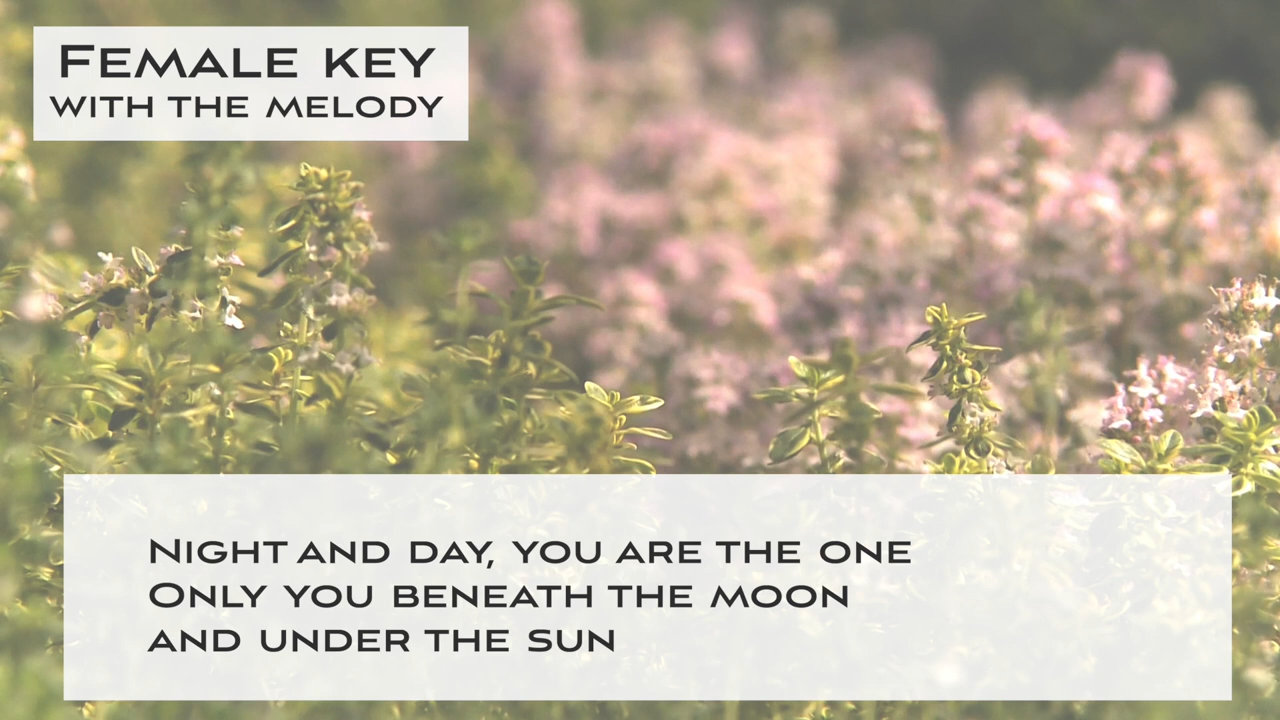 Female key
with the melody
Night and day, you are the one
Only you beneath the moon
and under the sun